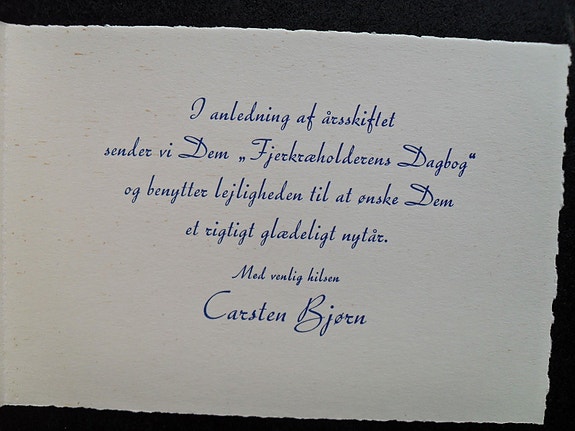 I anledning af årsskiftet
sender vi Dem „Fjerkræholderens Dagbog“
og benytter lejligheden til at ønske Dem
et rigtigt glædeligt nytår.
Med venlig hilsen
Carsten Bjørn